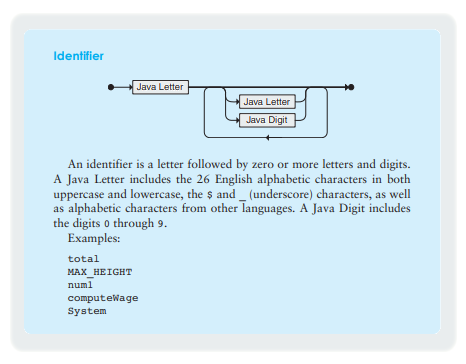 Identifier
Java Letter
Java Letter
Java Digit
An identifier is a letter followed by zero or more letters and digits.
A Java Letter includes the 26 English alphabetic characters in both
uppercase and lowercase, the $ and _ (underscore) characters, as well
as alphabetic characters from other languages. A Java Digit includes
the digits 0 through 9.
Examples:
total
MAX_HEIGHT
num1
computeWage
System